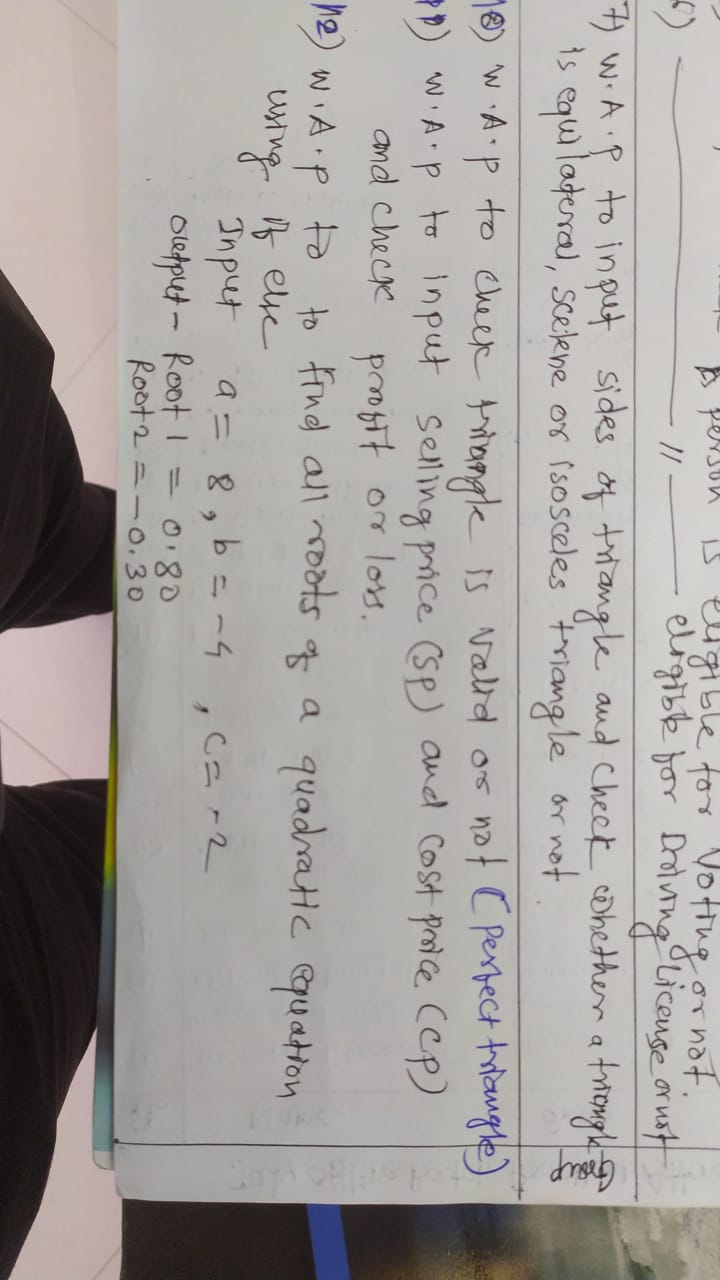 person is eligible for Voting or not.
6) ——— // ——— eligible for Driving License or not
7) W.A.P to input sides of triangle and check whether a triangle
is equilateral, scelene or isosceles triangle or not.
Group
10) W.A.P to check triangle is valid or not (perfect triangle)
11) W.A.P to input selling price (SP) and cost price (CP)
and check profit or loss.
12) W.A.P to to find all roots of a quadratic equation
using if else
Input a = 8, b = -4, c = -2
output - Root 1 = 0.80
Root 2 = -0.30